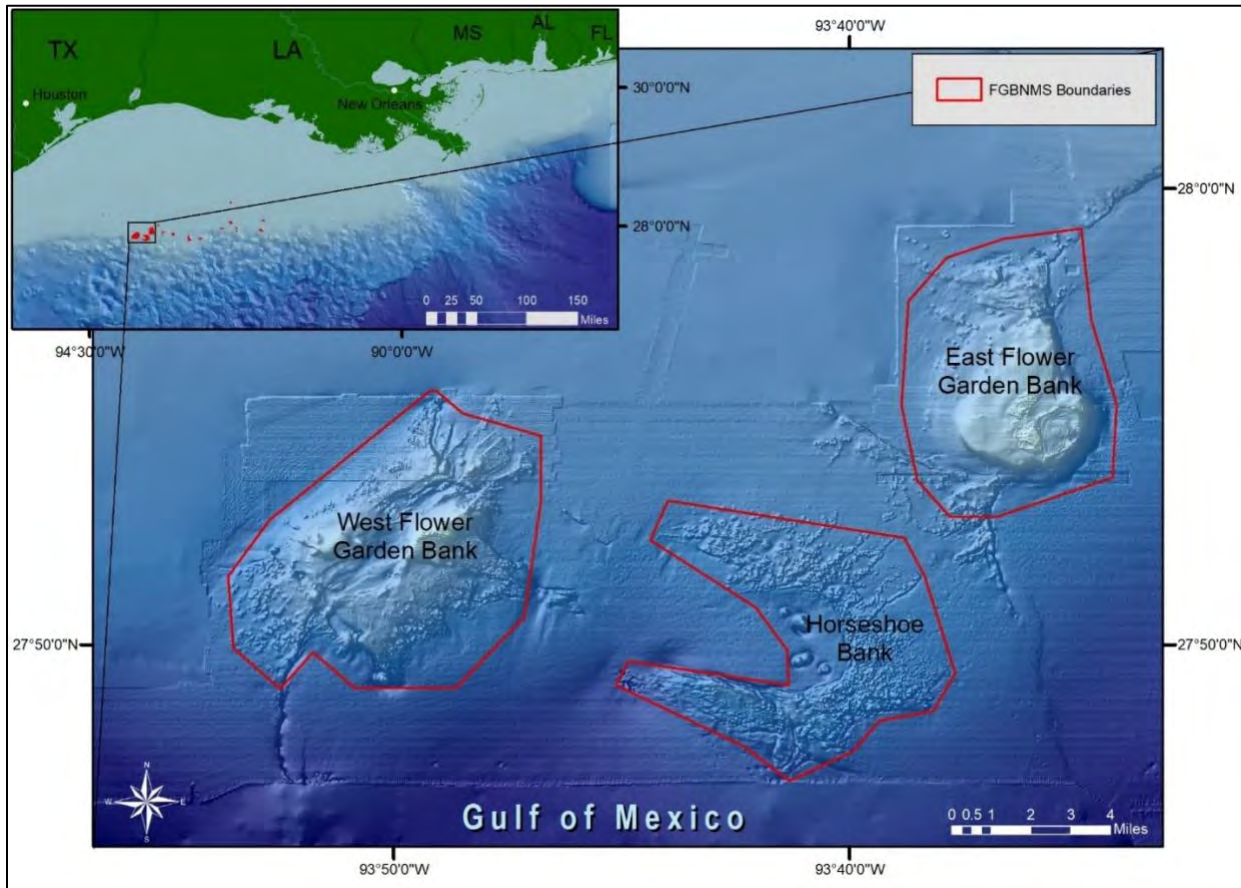 93°40'0"W
TX
LA
MS
AL
FL
Houston
New Orleans
30°0'0"N
28°0'0"N
0 25 50 100 150
Miles
94°30'0"W
90°0'0"W
FGBNMS Boundaries
28°0'0"N
East Flower
Garden Bank
West Flower
Garden Bank
Horseshoe
Bank
27°50'0"N
27°50'0"N
N
W
E
S
Gulf of Mexico
0 0.5 1 2 3 4
Miles
93°50'0"W
93°40'0"W